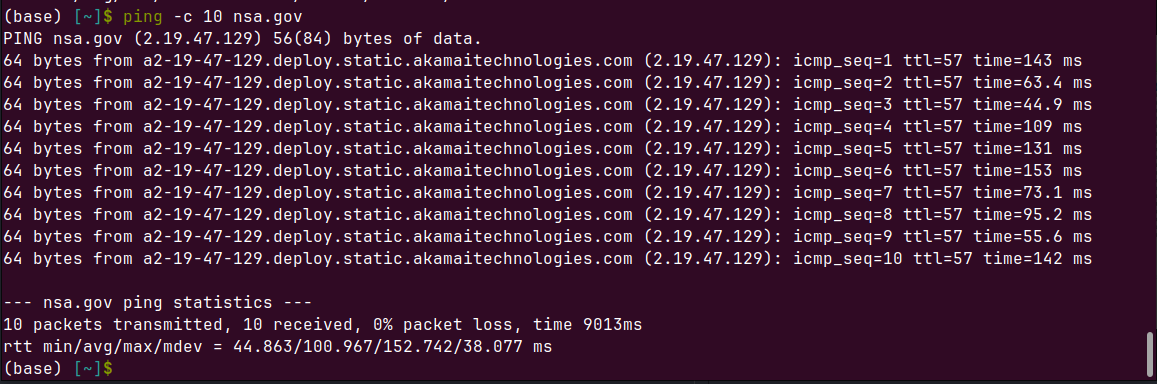 (base) [~]$ ping -c 10 nsa.gov
PING nsa.gov (2.19.47.129) 56(84) bytes of data.
64 bytes from a2-19-47-129.deploy.static.akamaitechnologies.com (2.19.47.129): icmp_seq=1 ttl=57 time=143 ms
64 bytes from a2-19-47-129.deploy.static.akamaitechnologies.com (2.19.47.129): icmp_seq=2 ttl=57 time=63.4 ms
64 bytes from a2-19-47-129.deploy.static.akamaitechnologies.com (2.19.47.129): icmp_seq=3 ttl=57 time=44.9 ms
64 bytes from a2-19-47-129.deploy.static.akamaitechnologies.com (2.19.47.129): icmp_seq=4 ttl=57 time=109 ms
64 bytes from a2-19-47-129.deploy.static.akamaitechnologies.com (2.19.47.129): icmp_seq=5 ttl=57 time=131 ms
64 bytes from a2-19-47-129.deploy.static.akamaitechnologies.com (2.19.47.129): icmp_seq=6 ttl=57 time=153 ms
64 bytes from a2-19-47-129.deploy.static.akamaitechnologies.com (2.19.47.129): icmp_seq=7 ttl=57 time=73.1 ms
64 bytes from a2-19-47-129.deploy.static.akamaitechnologies.com (2.19.47.129): icmp_seq=8 ttl=57 time=95.2 ms
64 bytes from a2-19-47-129.deploy.static.akamaitechnologies.com (2.19.47.129): icmp_seq=9 ttl=57 time=55.6 ms
64 bytes from a2-19-47-129.deploy.static.akamaitechnologies.com (2.19.47.129): icmp_seq=10 ttl=57 time=142 ms

--- nsa.gov ping statistics ---
10 packets transmitted, 10 received, 0% packet loss, time 9013ms
rtt min/avg/max/mdev = 44.863/100.967/152.742/38.077 ms
(base) [~]$